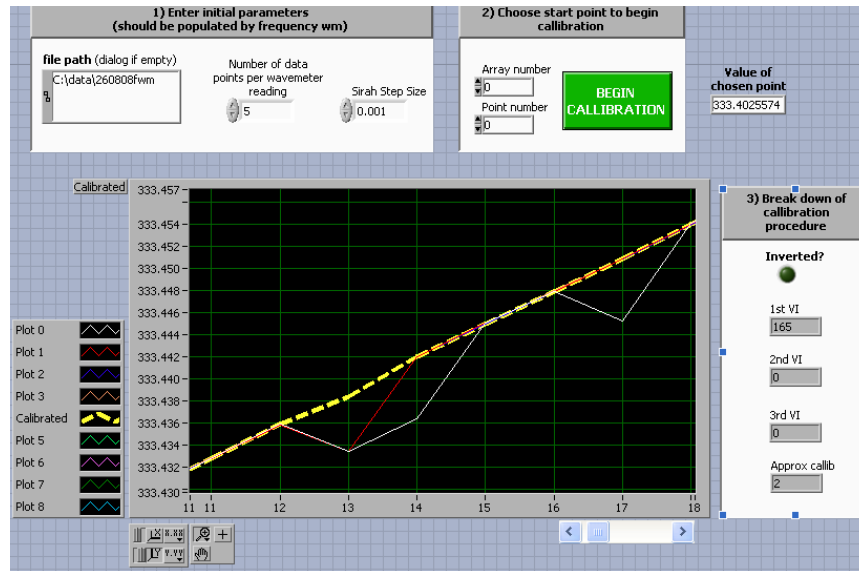 1) Enter initial parameters
(should be populated by frequency wm)
file path (dialog if empty)
C:\data\260808fwm
Number of data
points per wavemeter
reading
5
Sirah Step Size
0.001
2) Choose start point to begin
callibration
Array number
0
Point number
0
BEGIN
CALLIBRATION
Value of
chosen point
333.4025574
Calibrated
333.457
333.454
333.452
333.450
333.448
333.446
333.444
333.442
333.440
333.438
333.436
333.434
333.432
333.430
11 11 12 13 14 15 16 17 18
Plot 0
Plot 1
Plot 2
Plot 3
Calibrated
Plot 5
Plot 6
Plot 7
Plot 8
3) Break down of
callibration
procedure
Inverted?
1st VI
165
2nd VI
0
3rd VI
0
Approx callib
2